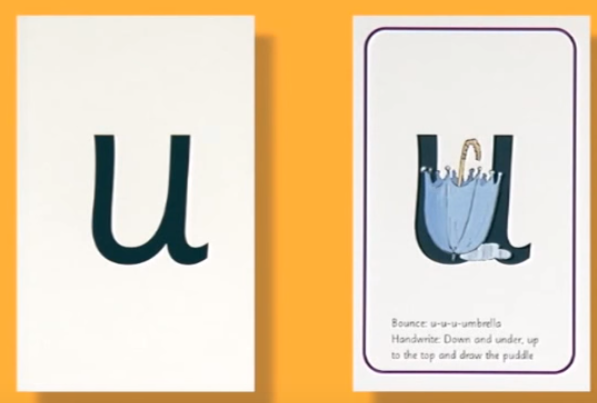 u
u
Bounce: u-u-u-umbrella
Handwrite: Down and under, up
to the top and draw the puddle